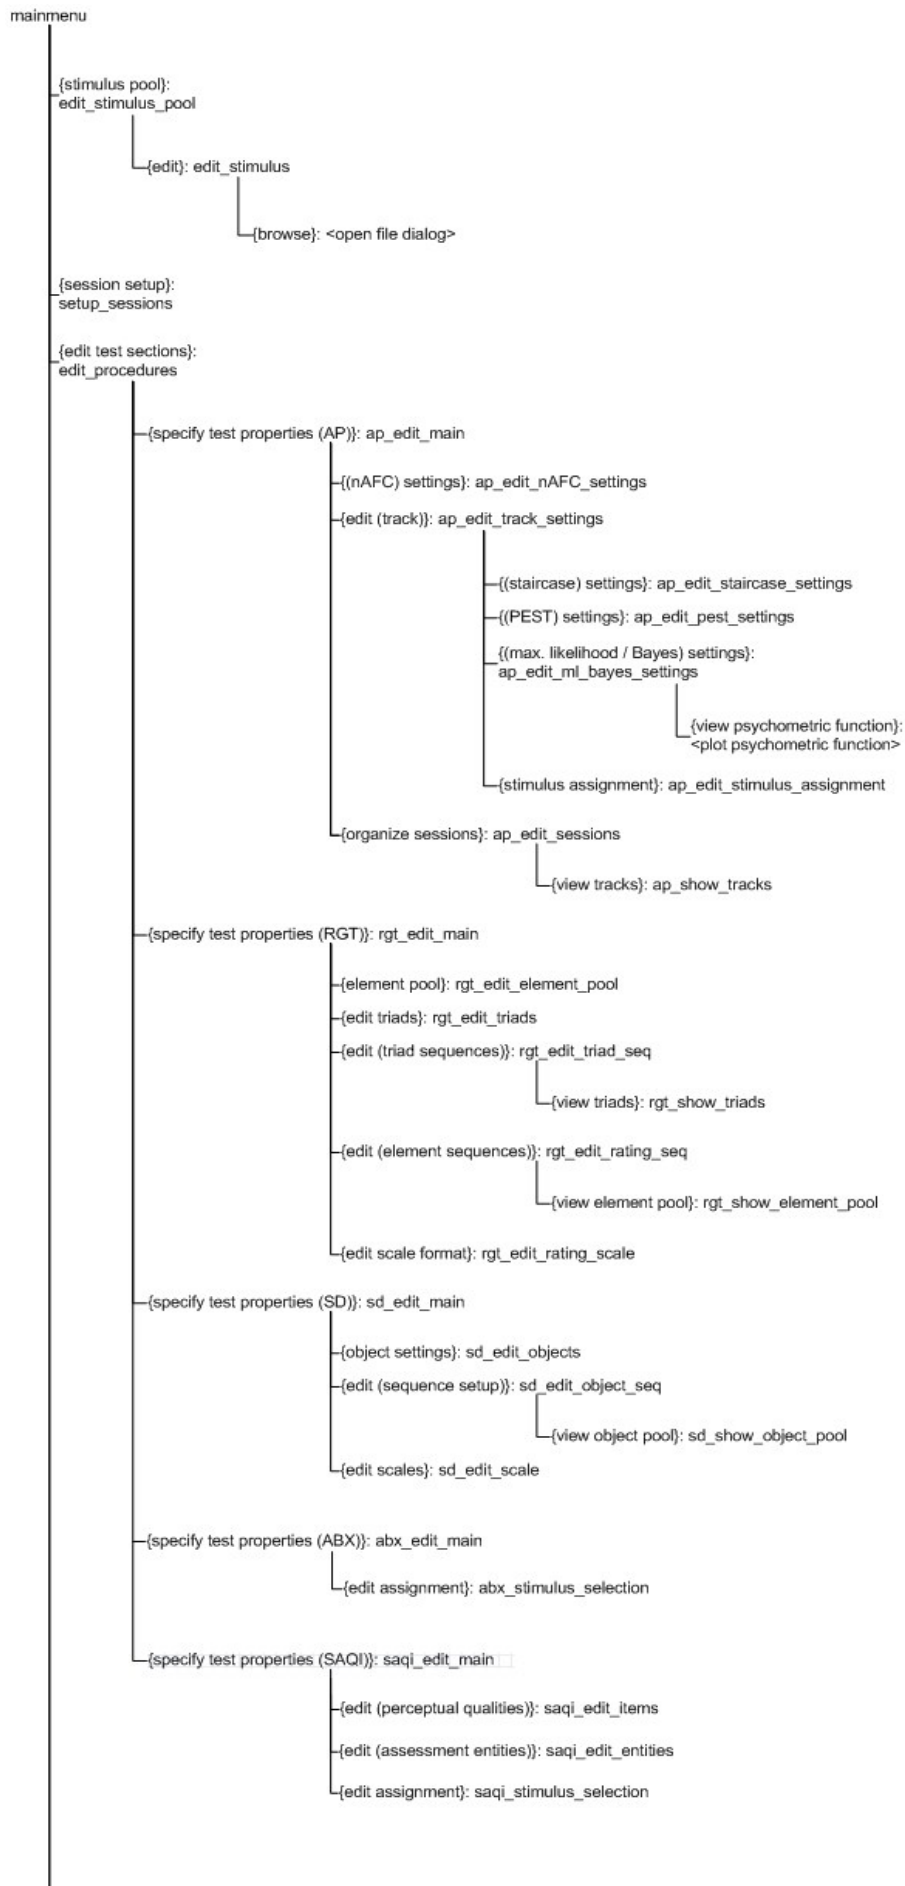 mainmenu
{stimulus pool}:
edit_stimulus_pool
{edit}: edit_stimulus
{browse}: <open file dialog>
{session setup}:
setup_sessions
{edit test sections}:
edit_procedures
{specify test properties (AP)}: ap_edit_main
{(nAFC) settings}: ap_edit_nAFC_settings
{edit (track)}: ap_edit_track_settings
{(staircase) settings}: ap_edit_staircase_settings
{(PEST) settings}: ap_edit_pest_settings
{(max. likelihood / Bayes) settings}:
ap_edit_ml_bayes_settings
{view psychometric function}:
<plot psychometric function>
{stimulus assignment}: ap_edit_stimulus_assignment
{organize sessions}: ap_edit_sessions
{view tracks}: ap_show_tracks
{specify test properties (RGT)}: rgt_edit_main
{element pool}: rgt_edit_element_pool
{edit triads}: rgt_edit_triads
{edit (triad sequences)}: rgt_edit_triad_seq
{view triads}: rgt_show_triads
{edit (element sequences)}: rgt_edit_rating_seq
{view element pool}: rgt_show_element_pool
{edit scale format}: rgt_edit_rating_scale
{specify test properties (SD)}: sd_edit_main
{object settings}: sd_edit_objects
{edit (sequence setup)}: sd_edit_object_seq
{view object pool}: sd_show_object_pool
{edit scales}: sd_edit_scale
{specify test properties (ABX)}: abx_edit_main
{edit assignment}: abx_stimulus_selection
{specify test properties (SAQI)}: saqi_edit_main
{edit (perceptual qualities)}: saqi_edit_items
{edit (assessment entities)}: saqi_edit_entities
{edit assignment}: saqi_stimulus_selection